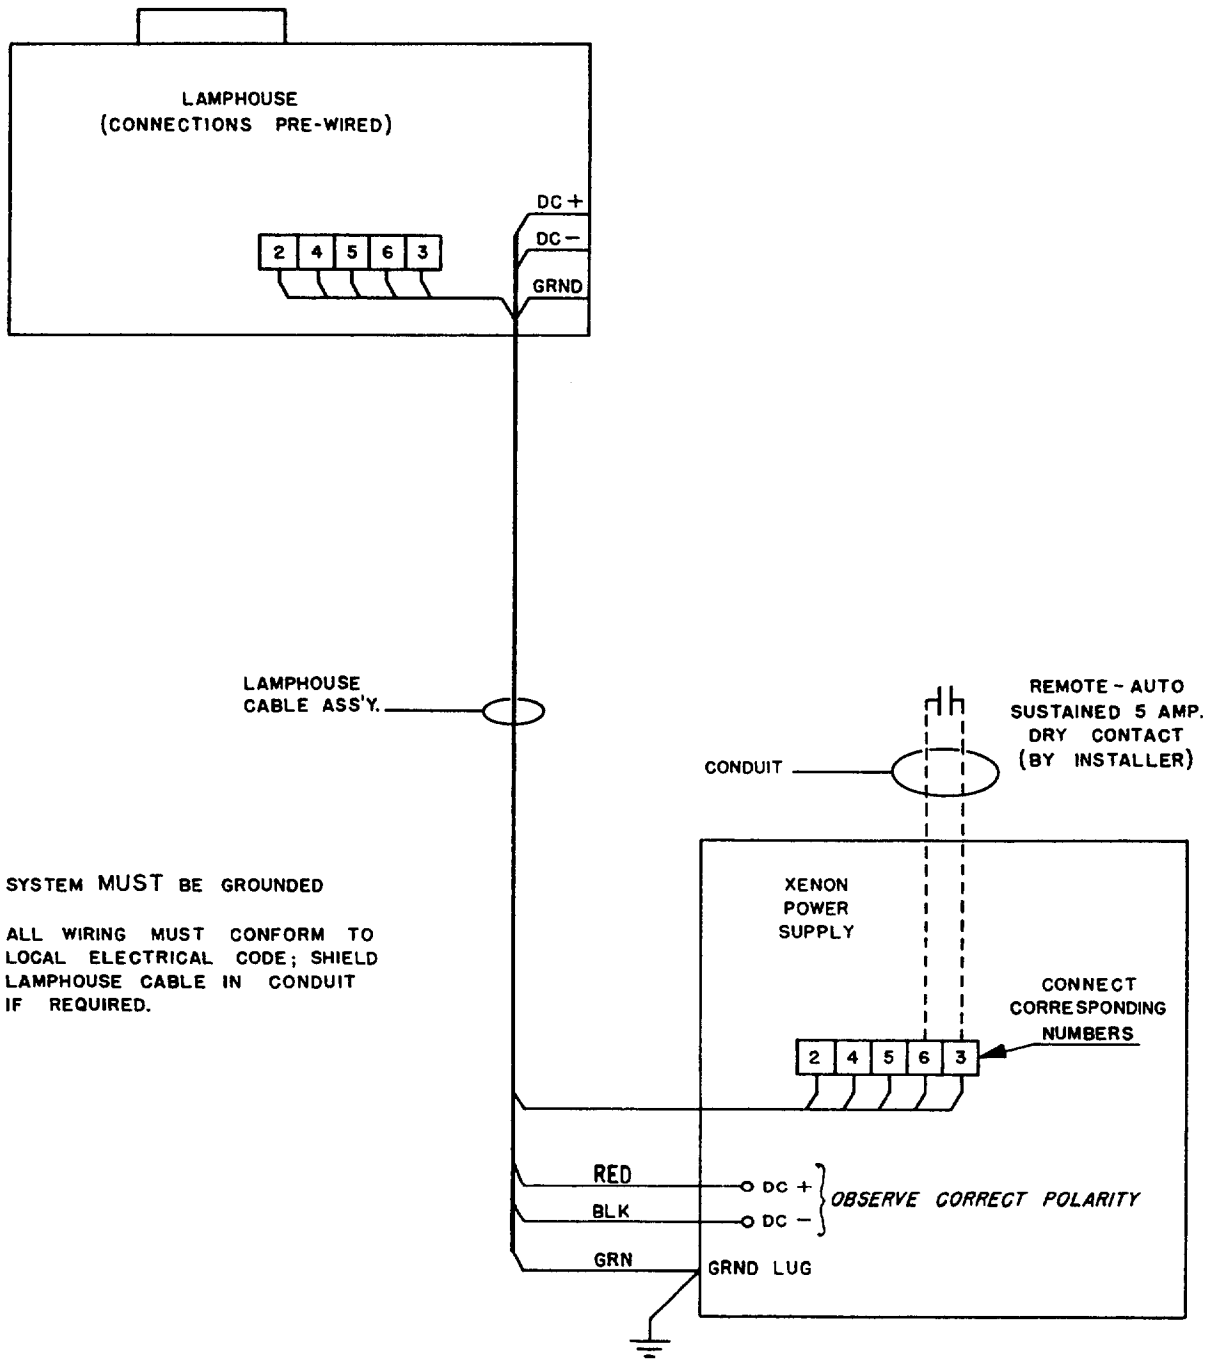 LAMPHOUSE
(CONNECTIONS PRE-WIRED)
DC +
DC -
GRND
2 4 5 6 3
LAMPHOUSE
CABLE ASS'Y.
REMOTE - AUTO
SUSTAINED 5 AMP.
DRY CONTACT
(BY INSTALLER)
CONDUIT
SYSTEM MUST BE GROUNDED
ALL WIRING MUST CONFORM TO
LOCAL ELECTRICAL CODE; SHIELD
LAMPHOUSE CABLE IN CONDUIT
IF REQUIRED.
XENON
POWER
SUPPLY
CONNECT
CORRESPONDING
NUMBERS
2 4 5 6 3
RED
DC +
BLK
DC -
OBSERVE CORRECT POLARITY
GRN
GRND LUG